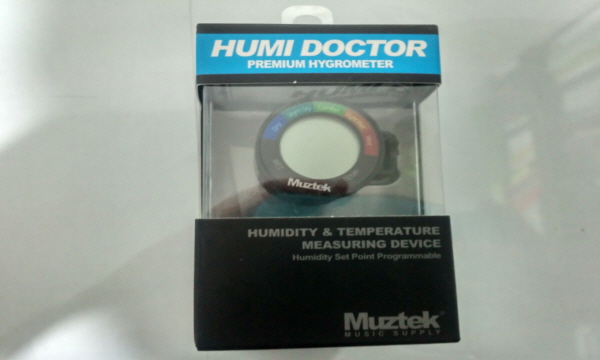 HUMI DOCTOR
PREMIUM HYGROMETER
Muztek
HUMIDITY & TEMPERATURE
MEASURING DEVICE
Humidity Set Point Programmable
Muztek
MUSIC SUPPLY